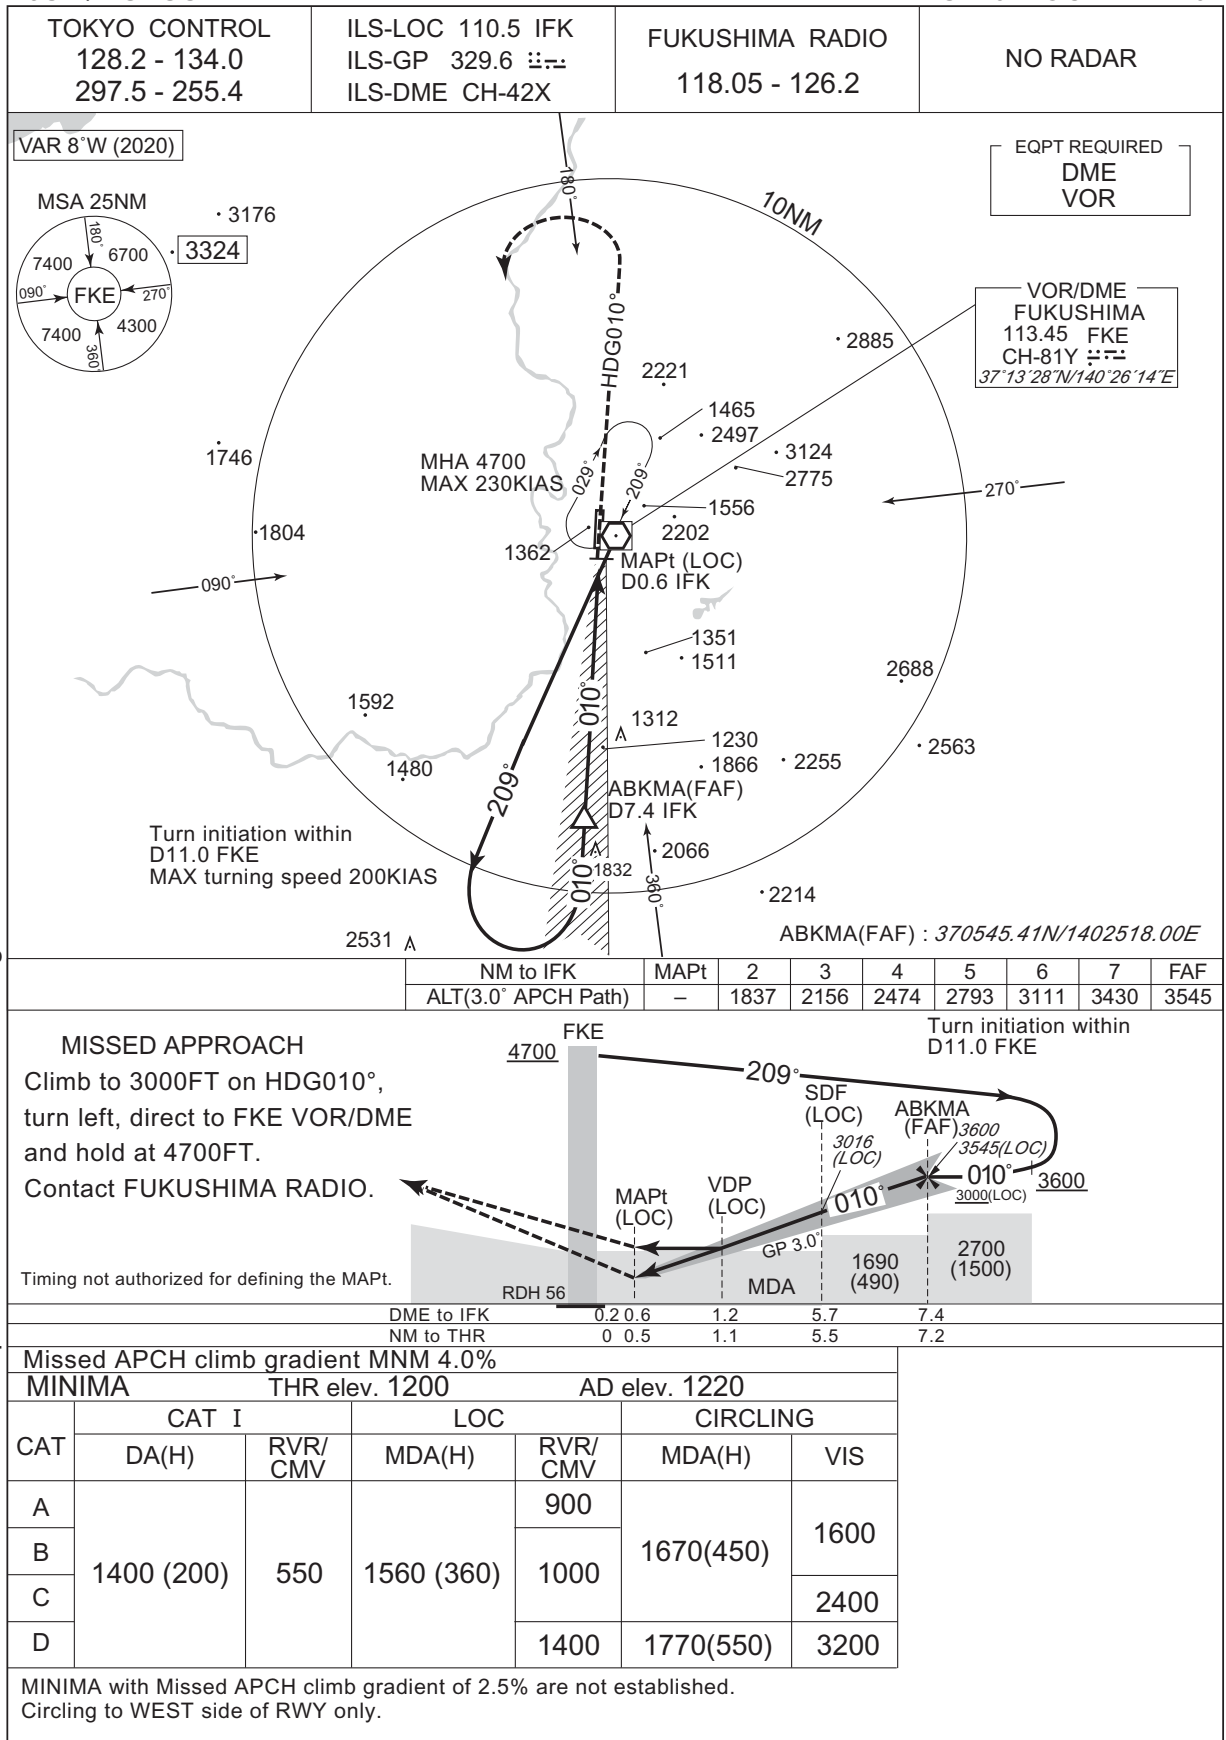 TOKYO CONTROL
128.2 - 134.0
297.5 - 255.4
ILS-LOC 110.5 IFK
ILS-GP 329.6
ILS-DME CH-42X
FUKUSHIMA RADIO
118.05 - 126.2
NO RADAR
VAR 8°W (2020)
EQPT REQUIRED
DME
VOR
MSA 25NM
180°
7400 6700
090° FKE 270°
7400 4300
360°
3176
3324
180°
10NM
VOR/DME
FUKUSHIMA
113.45 FKE
CH-81Y
37°13′28″N/140°26′14″E
HDG010°
2885
2221
1465
2497
3124
2775
1746
MHA 4700
MAX 230KIAS
029°
209°
270°
1556
2202
1804
1362
MAPt (LOC)
D0.6 IFK
090°
1351
1511
2688
1592
010°
1312
1230
1866
2255
2563
1480
209°
ABKMA(FAF)
D7.4 IFK
Turn initiation within
D11.0 FKE
MAX turning speed 200KIAS
2066
1832
010°
360°
2214
2531
ABKMA(FAF) : 370545.41N/1402518.00E
NM to IFK MAPt 2 3 4 5 6 7 FAF
ALT(3.0° APCH Path) – 1837 2156 2474 2793 3111 3430 3545
MISSED APPROACH
Climb to 3000FT on HDG010°,
turn left, direct to FKE VOR/DME
and hold at 4700FT.
Contact FUKUSHIMA RADIO.
Timing not authorized for defining the MAPt.
FKE
4700
209°
Turn initiation within
D11.0 FKE
SDF
(LOC)
ABKMA
(FAF)
3600
3545(LOC)
3016
(LOC)
010°
3000(LOC)
3600
MAPt
(LOC)
VDP
(LOC)
010°
GP 3.0°
1690
(490)
2700
(1500)
MDA
RDH 56
DME to IFK 0.2 0.6 1.2 5.7 7.4
NM to THR 0 0.5 1.1 5.5 7.2
Missed APCH climb gradient MNM 4.0%
MINIMA THR elev. 1200 AD elev. 1220
CAT CAT I LOC CIRCLING
DA(H) RVR/CMV MDA(H) RVR/CMV MDA(H) VIS
A 900
B 1400 (200) 550 1560 (360) 1000 1670(450) 1600
C 2400
D 1400 1770(550) 3200
MINIMA with Missed APCH climb gradient of 2.5% are not established.
Circling to WEST side of RWY only.